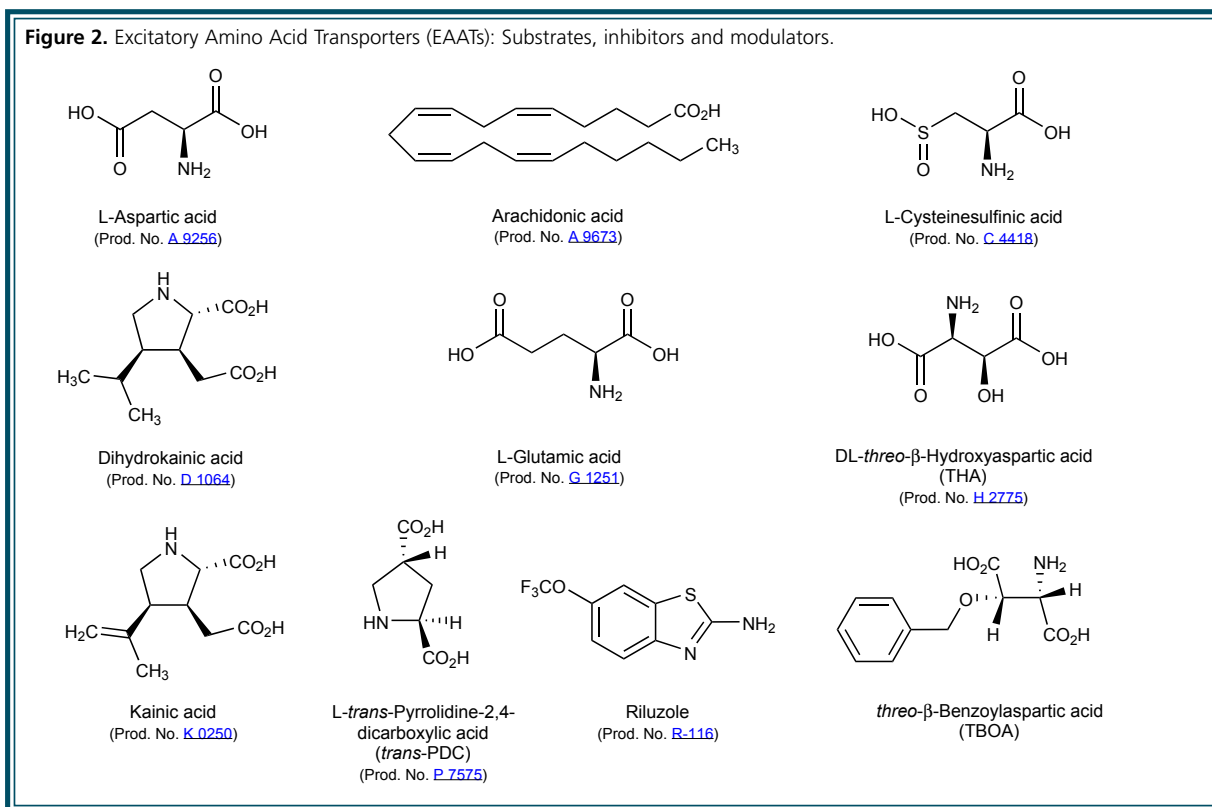 Figure 2. Excitatory Amino Acid Transporters (EAATs): Substrates, inhibitors and modulators.
O
HO
O
OH
O
NH₂
CO₂H
CH₃
HO
S
O
O
OH
NH₂
L-Aspartic acid
(Prod. No. A 9256)
Arachidonic acid
(Prod. No. A 9673)
L-Cysteinesulfinic acid
(Prod. No. C 4418)
H
N
CO₂H
CO₂H
H₃C
CH₃
O
O
HO
OH
NH₂
NH₂
O
HO
OH
O
OH
Dihydrokainic acid
(Prod. No. D 1064)
L-Glutamic acid
(Prod. No. G 1251)
DL-threo-β-Hydroxyaspartic acid
(THA)
(Prod. No. H 2775)
H
N
CO₂H
H₂C
CO₂H
CH₃
CO₂H
H
HN
H
CO₂H
F₃CO
S
NH₂
N
HO₂C
NH₂
O
H
H
CO₂H
Kainic acid
(Prod. No. K 0250)
L-trans-Pyrrolidine-2,4-
dicarboxylic acid
(trans-PDC)
(Prod. No. P 7575)
Riluzole
(Prod. No. R-116)
threo-β-Benzoylaspartic acid
(TBOA)